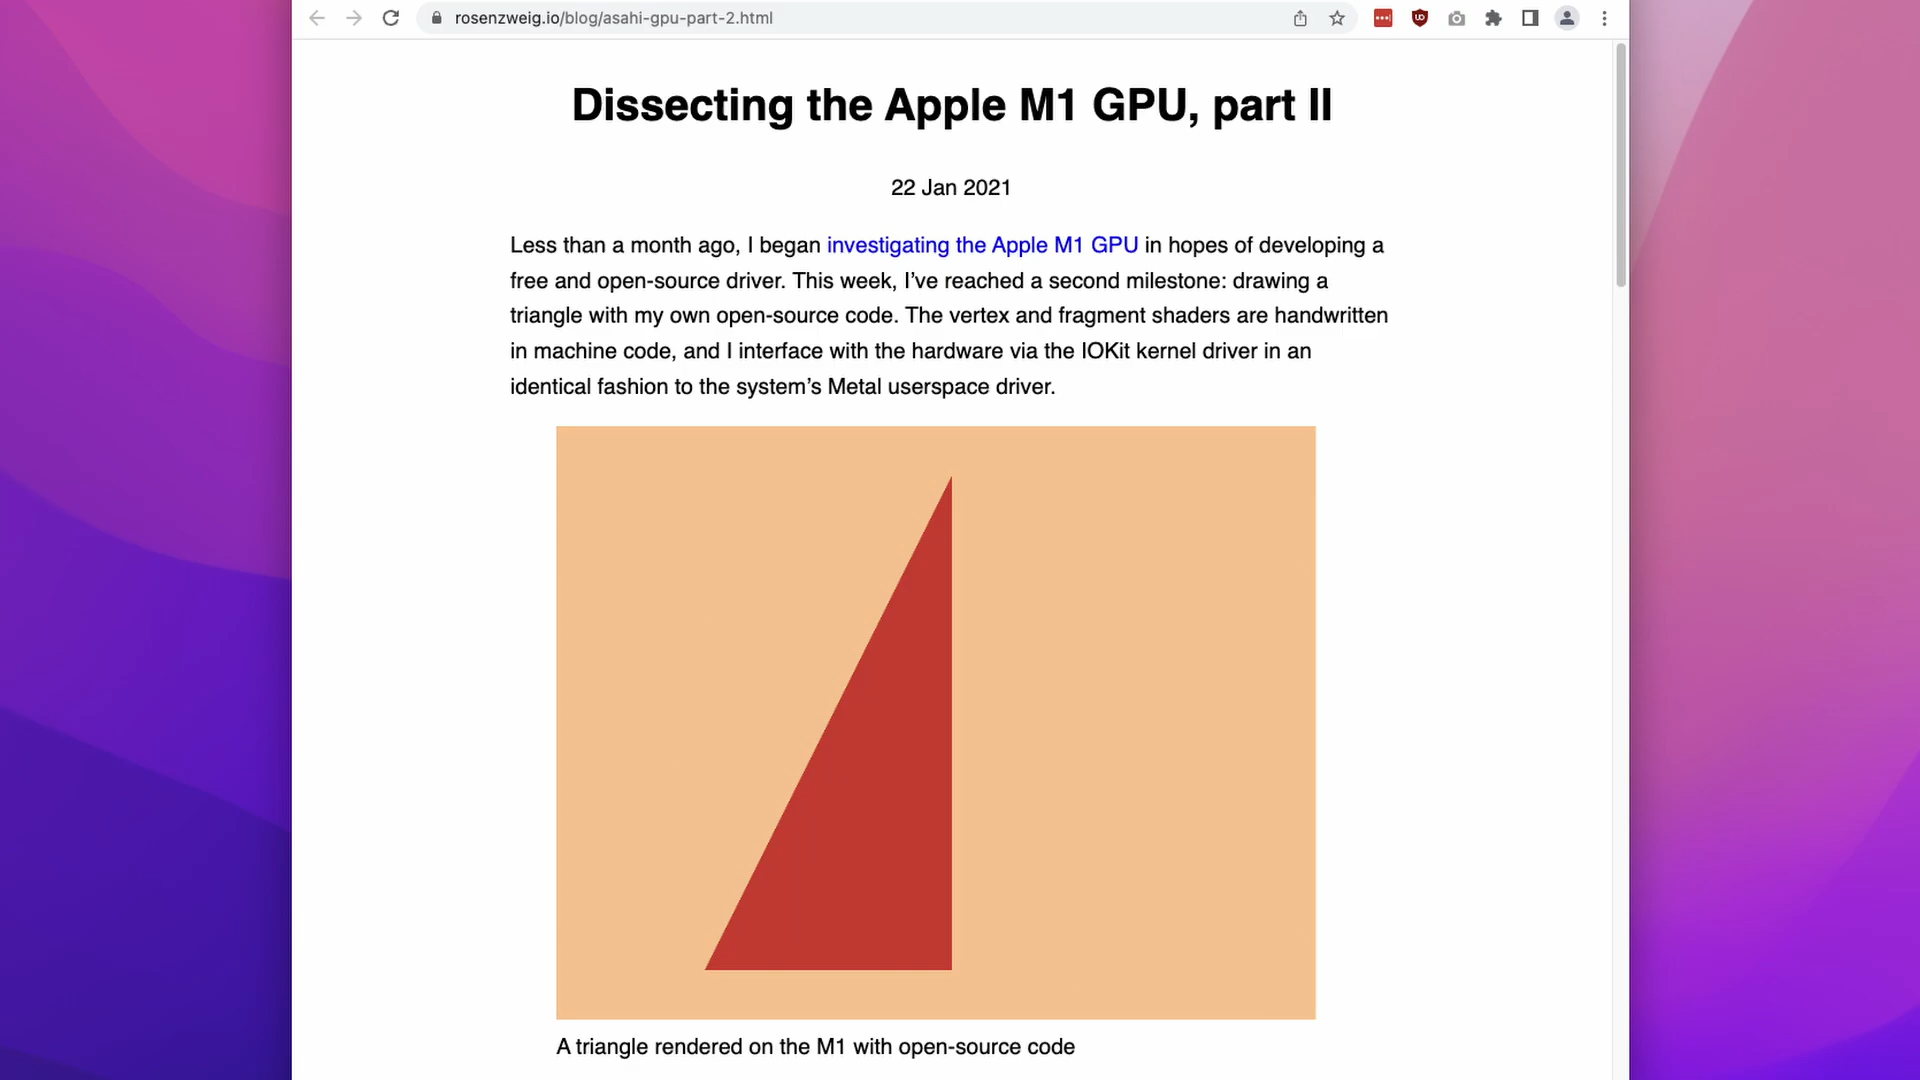 rosenzweig.io/blog/asahi-gpu-part-2.html
Dissecting the Apple M1 GPU, part II
22 Jan 2021
Less than a month ago, I began investigating the Apple M1 GPU in hopes of developing a
free and open-source driver. This week, I’ve reached a second milestone: drawing a
triangle with my own open-source code. The vertex and fragment shaders are handwritten
in machine code, and I interface with the hardware via the IOKit kernel driver in an
identical fashion to the system’s Metal userspace driver.
A triangle rendered on the M1 with open-source code